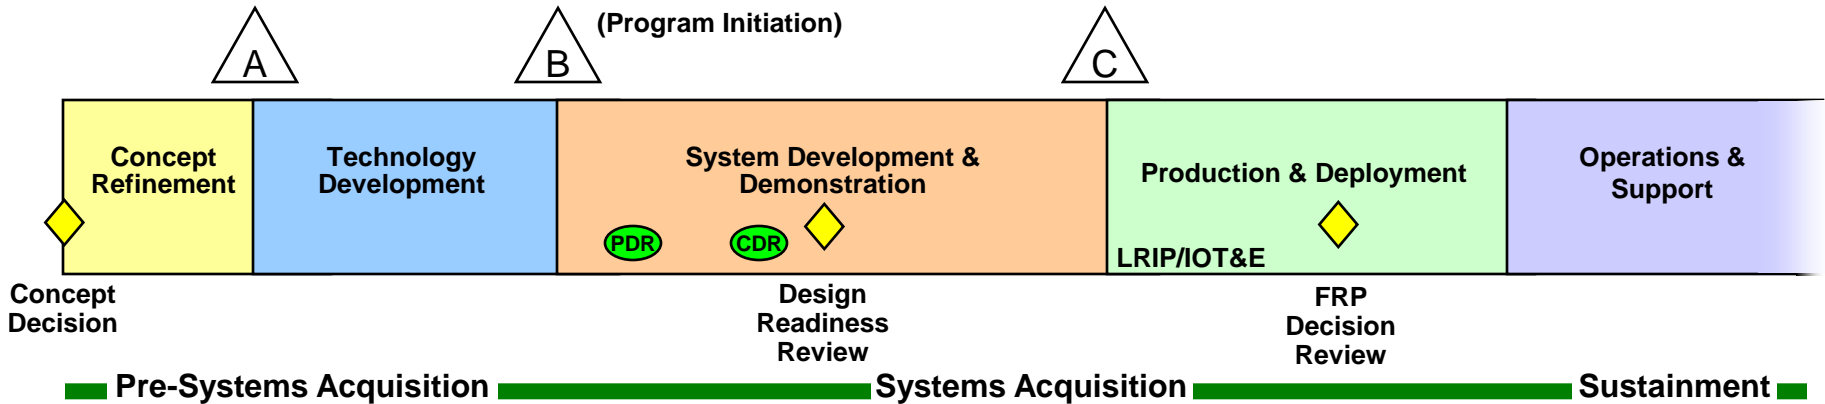 A
B
(Program Initiation)
C
Concept
Refinement
Technology
Development
System Development &
Demonstration
Production & Deployment
Operations &
Support
PDR
CDR
LRIP/IOT&E
Concept
Decision
Design
Readiness
Review
FRP
Decision
Review
Pre-Systems Acquisition
Systems Acquisition
Sustainment